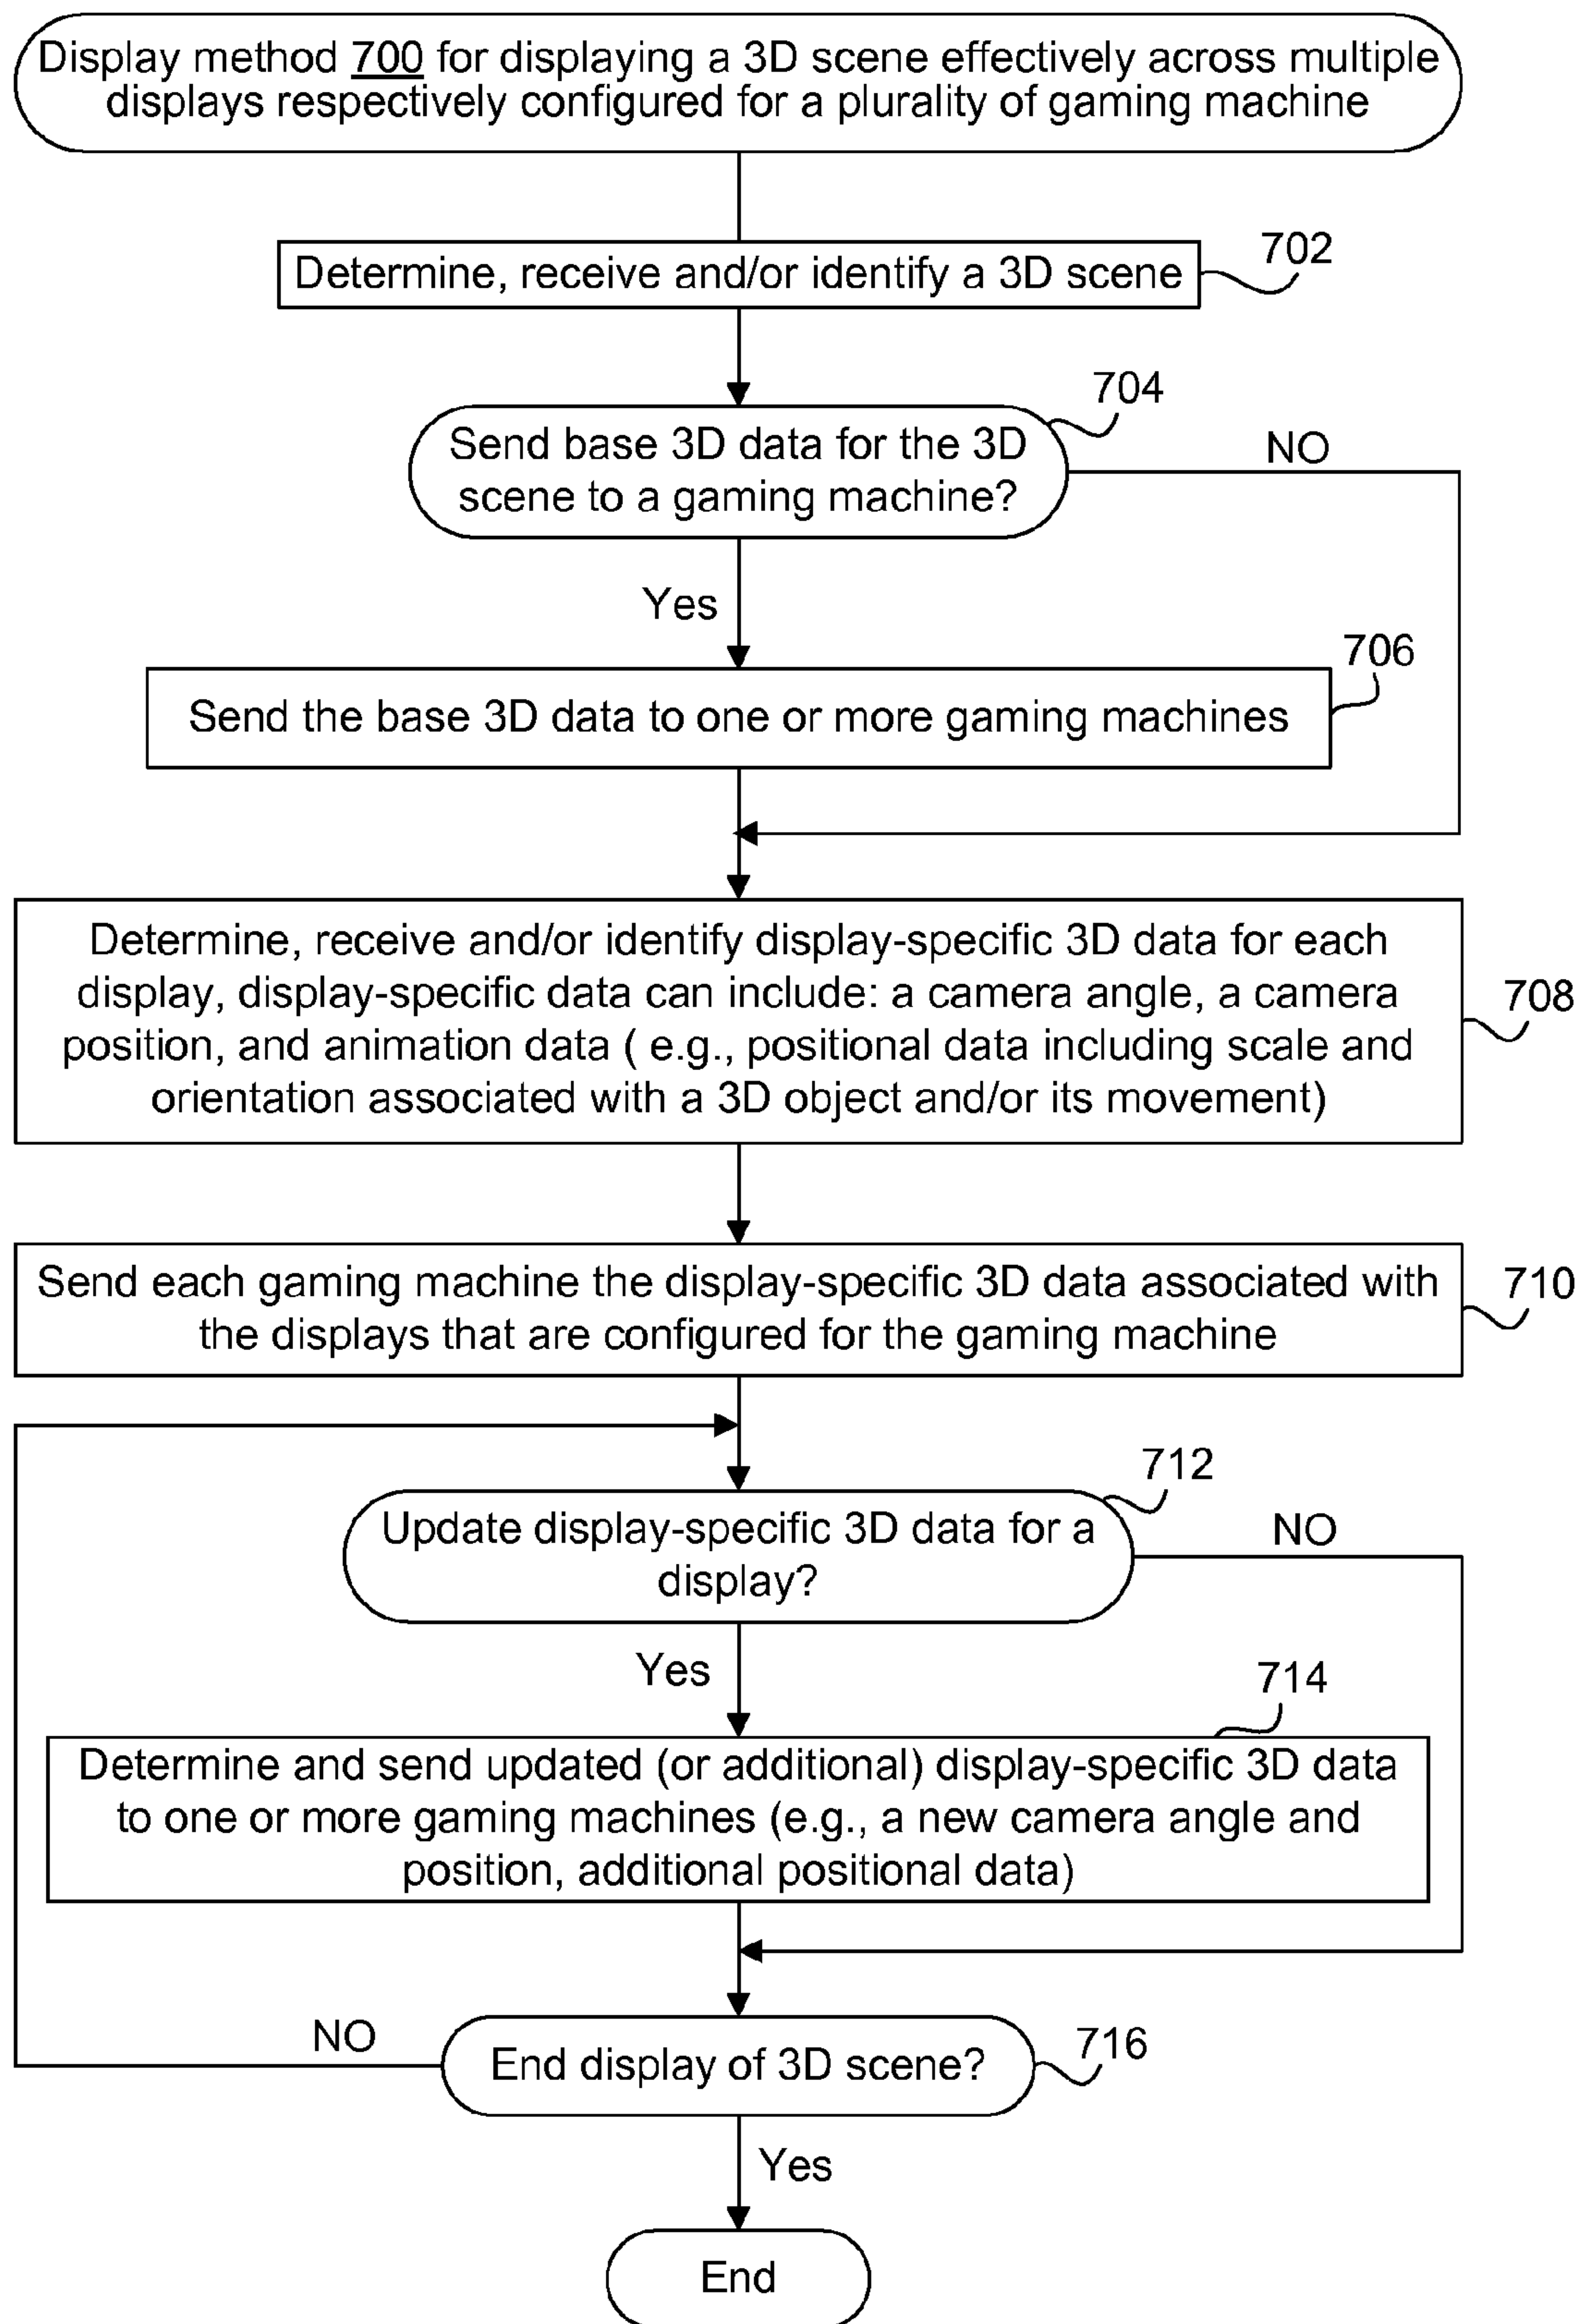 Display method 700 for displaying a 3D scene effectively across multiple
displays respectively configured for a plurality of gaming machine
702
Determine, receive and/or identify a 3D scene
704
Send base 3D data for the 3D
scene to a gaming machine?
NO
Yes
706
Send the base 3D data to one or more gaming machines
Determine, receive and/or identify display-specific 3D data for each
display, display-specific data can include: a camera angle, a camera
position, and animation data ( e.g., positional data including scale and
orientation associated with a 3D object and/or its movement)
708
Send each gaming machine the display-specific 3D data associated with
the displays that are configured for the gaming machine
710
712
Update display-specific 3D data for a
display?
NO
Yes
714
Determine and send updated (or additional) display-specific 3D data
to one or more gaming machines (e.g., a new camera angle and
position, additional positional data)
NO
End display of 3D scene?
716
Yes
End